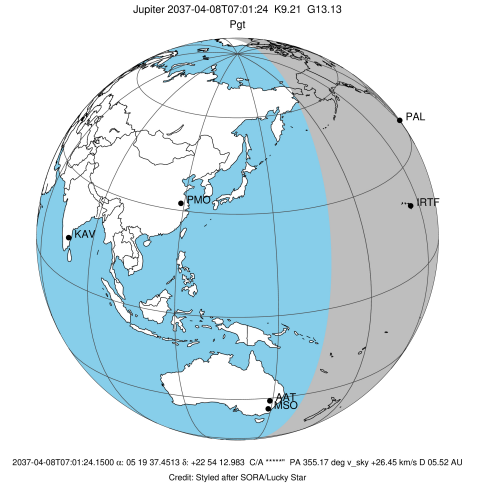 Jupiter 2037-04-08T07:01:24 K9.21 G13.13
Pgt
PAL
IRTF
PMO
KAV
AAT
MSO
2037-04-08T07:01:24.1500 α: 05 19 37.4513 δ: +22 54 12.983 C/A *****" PA 355.17 deg v_sky +26.45 km/s D 05.52 AU
Credit: Styled after SORA/Lucky Star